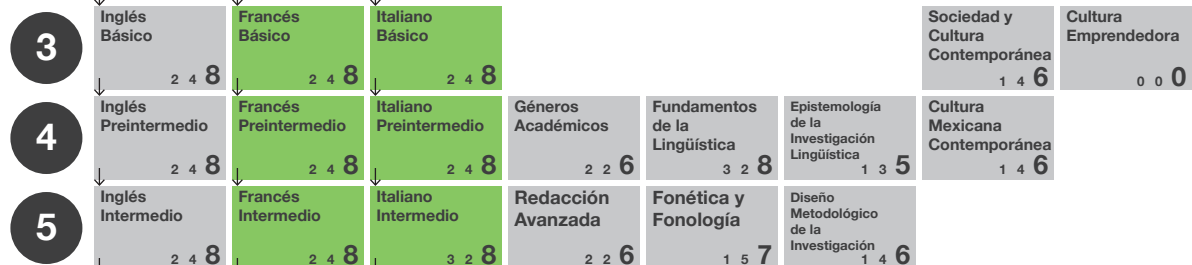 3
Inglés
Básico
2 4 8
Francés
Básico
2 4 8
Italiano
Básico
2 4 8
Sociedad y
Cultura
Contemporánea
1 4 6
Cultura
Emprendedora
0 0 0
4
Inglés
Preintermedio
2 4 8
Francés
Preintermedio
2 4 8
Italiano
Preintermedio
2 4 8
Géneros
Académicos
2 2 6
Fundamentos
de la
Lingüística
3 2 8
Epistemología
de la
Investigación
Lingüística
1 3 5
Cultura
Mexicana
Contemporánea
1 4 6
5
Inglés
Intermedio
2 4 8
Francés
Intermedio
2 4 8
Italiano
Intermedio
3 2 8
Redacción
Avanzada
2 2 6
Fonética y
Fonología
1 5 7
Diseño
Metodológico
de la
Investigación
1 4 6